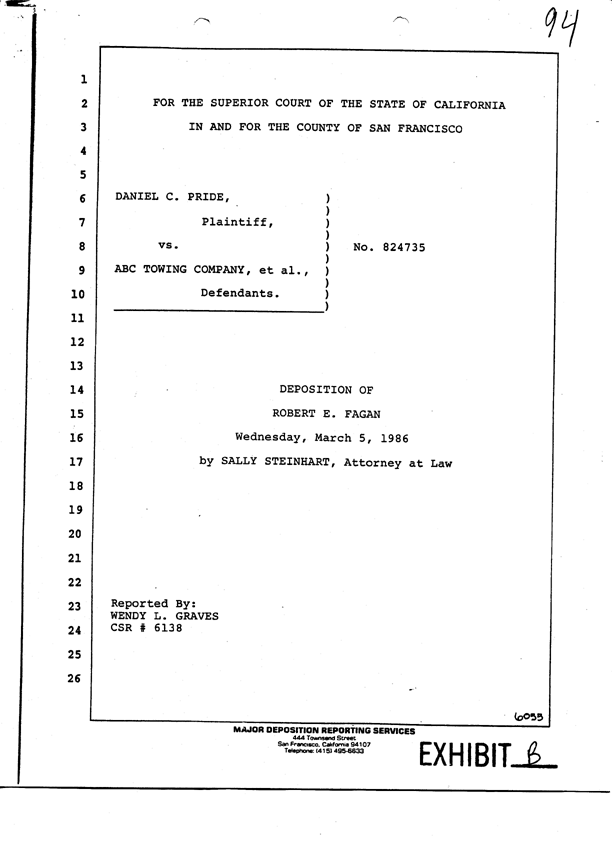 94
1
2 FOR THE SUPERIOR COURT OF THE STATE OF CALIFORNIA
3 IN AND FOR THE COUNTY OF SAN FRANCISCO
4
5
6 DANIEL C. PRIDE, )
)
7 Plaintiff, )
)
8 vs. ) No. 824735
)
9 ABC TOWING COMPANY, et al., )
)
10 Defendants. )
)
11
12
13
14 DEPOSITION OF
15 ROBERT E. FAGAN
16 Wednesday, March 5, 1986
17 by SALLY STEINHART, Attorney at Law
18
19
20
21
22
23 Reported By:
WENDY L. GRAVES
24 CSR # 6138
25
26
6055
MAJOR DEPOSITION REPORTING SERVICES
444 Townsend Street
San Francisco, California 94107
Telephone: (415) 495-6633
EXHIBIT B